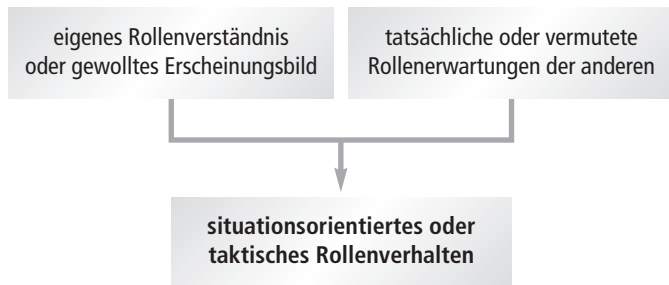 eigenes Rollenverständnis
oder gewolltes Erscheinungsbild
tatsächliche oder vermutete
Rollenerwartungen der anderen
situationsorientiertes oder
taktisches Rollenverhalten